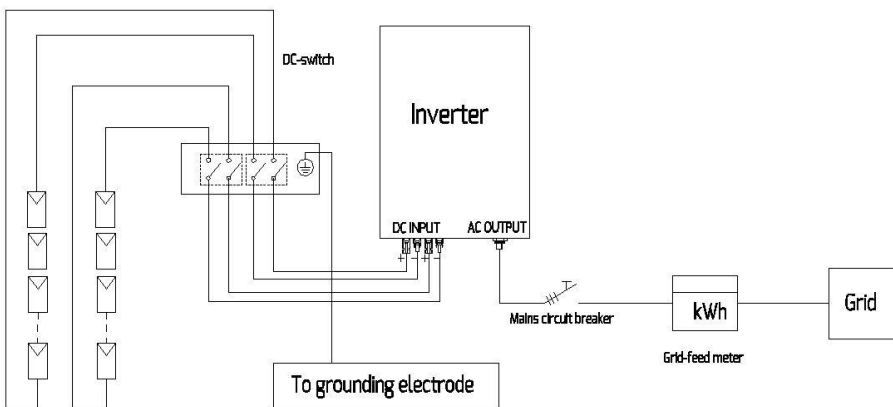 DC-switch
Inverter
DC INPUT
AC OUTPUT
+ - + -
Mains circuit breaker
kWh
Grid-feed meter
Grid
To grounding electrode